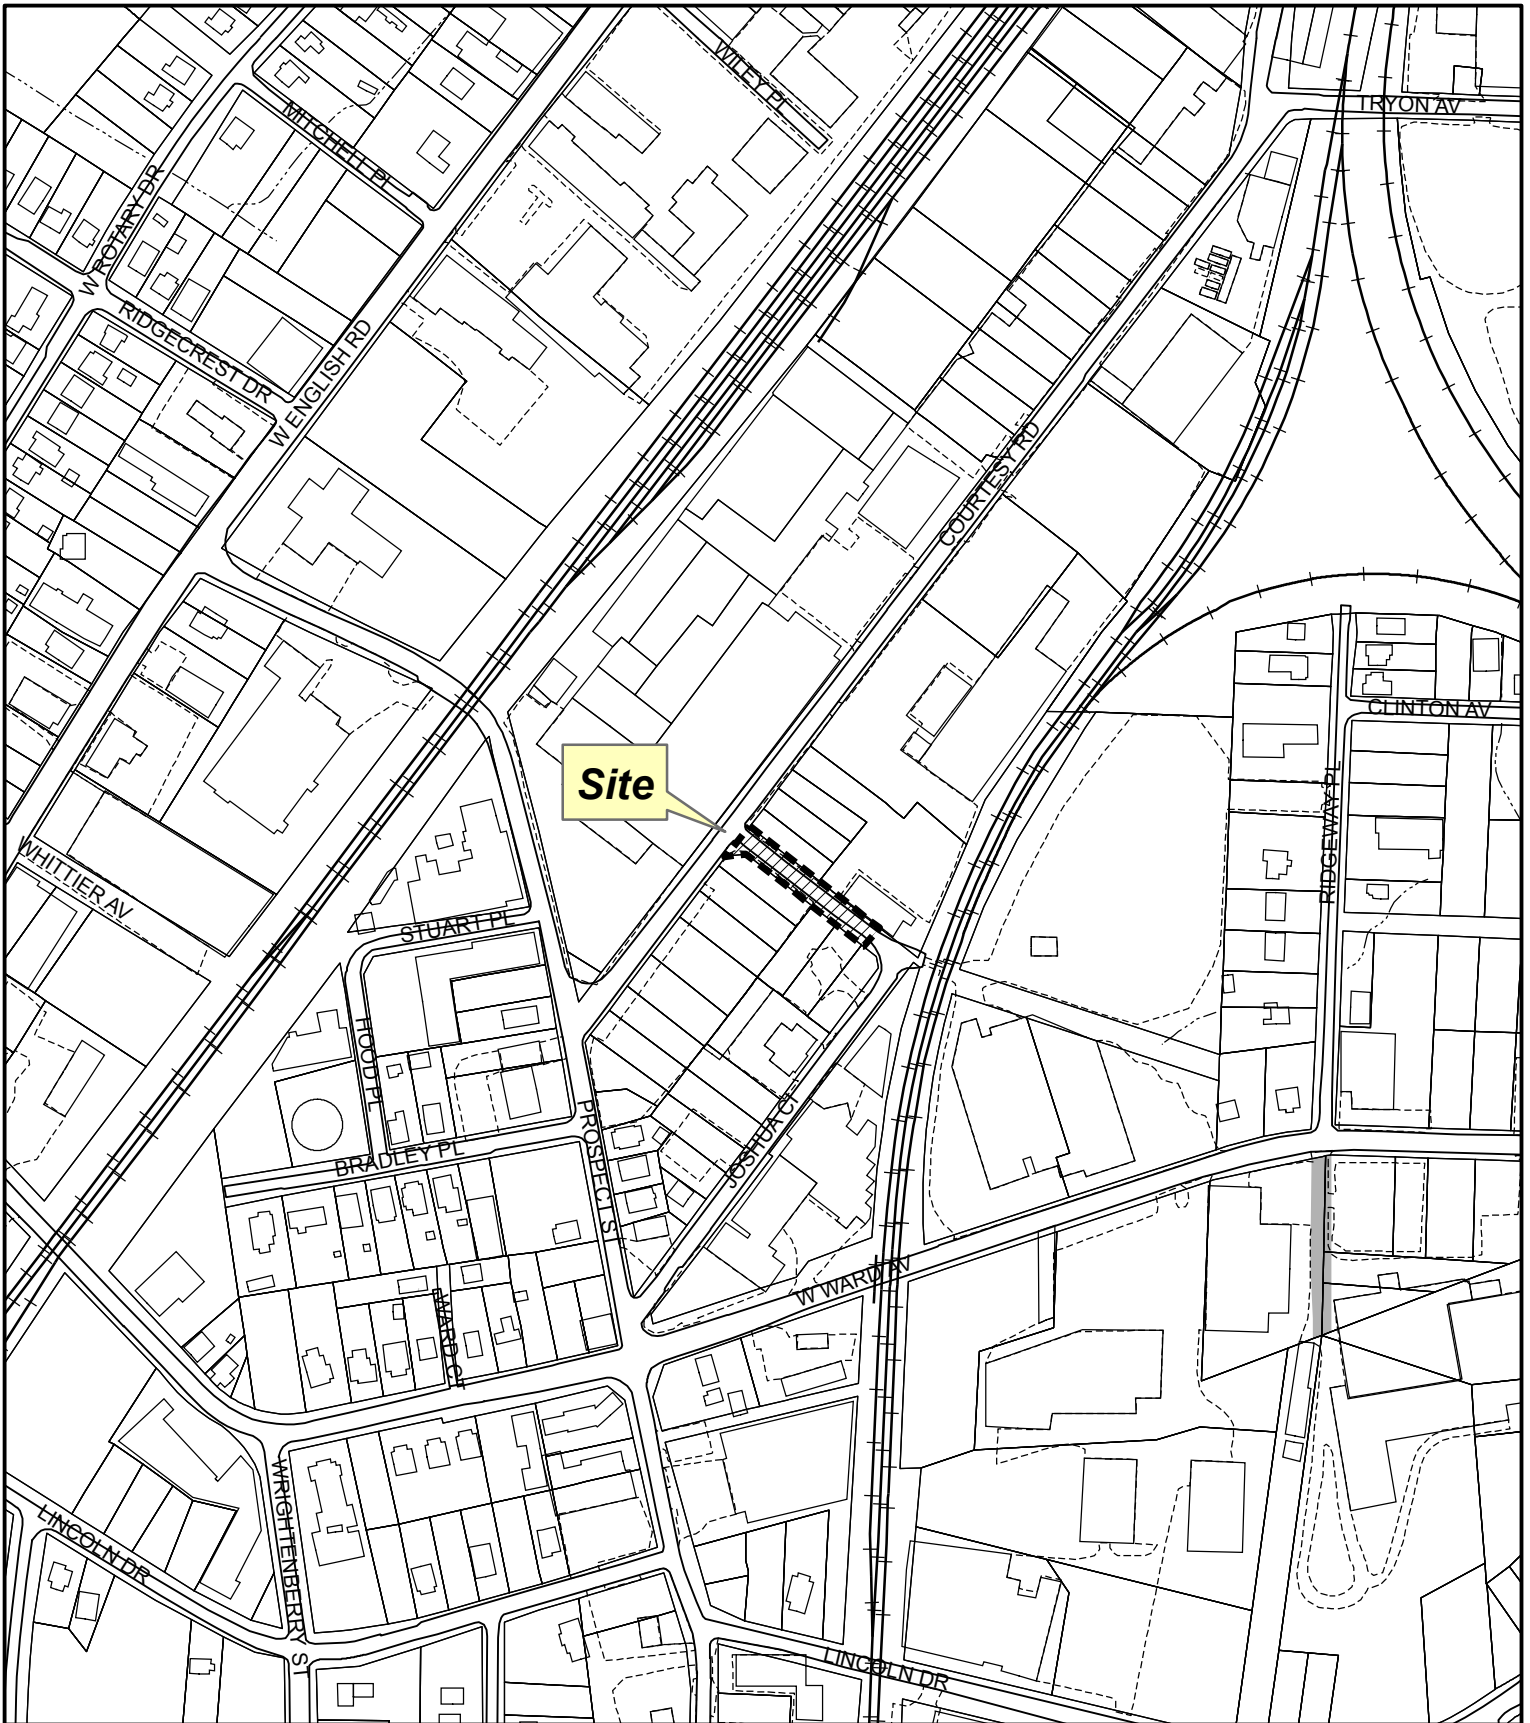 WILEY PL
TRYON AV
MITCHELL PL
W ROTARY DR
RIDGECREST DR
W ENGLISH RD
COURTESY RD
CLINTON AV
Site
RIDGEWAY PL
WHITTIER AV
STUART PL
HOOD PL
PROSPECT ST
JOSHUA CI
BRADLEY PL
W WARD AV
WARD CT
WRIGHTENBERRY ST
LINCOLN DR
LINCOLN DR